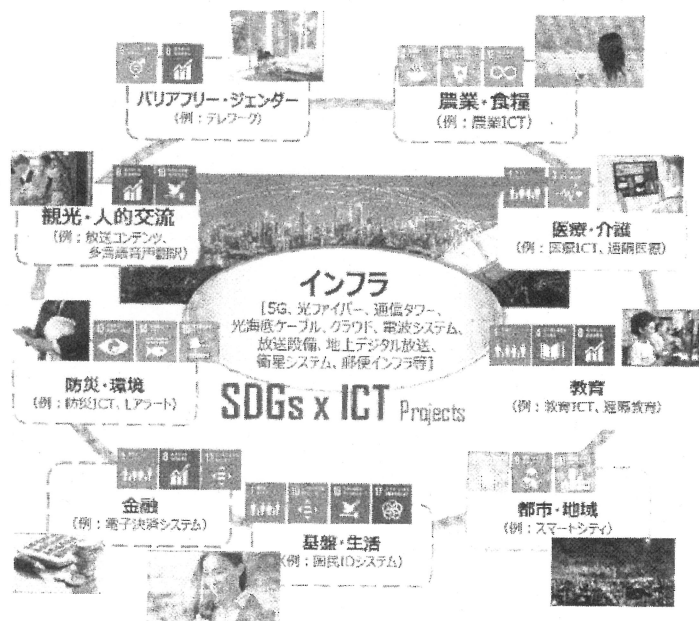 バリアフリー・ジェンダー
(例：テレワーク)
農業・食糧
(例：農業ICT)
観光・人的交流
(例：放送コンテンツ、
多言語音声翻訳)
医療・介護
(例：医療ICT、遠隔医療)
インフラ
[5G、光ファイバー、通信タワー、
光海底ケーブル、クラウド、電波システム、
放送設備、地上デジタル放送、
衛星システム、郵便インフラ等]
防災・環境
(例：防災ICT、Lアラート)
教育
(例：教育ICT、遠隔教育)
SDGs x ICT Projects
金融
(例：電子決済システム)
都市・地域
(例：スマートシティ)
基盤・生活
(例：国民IDシステム)